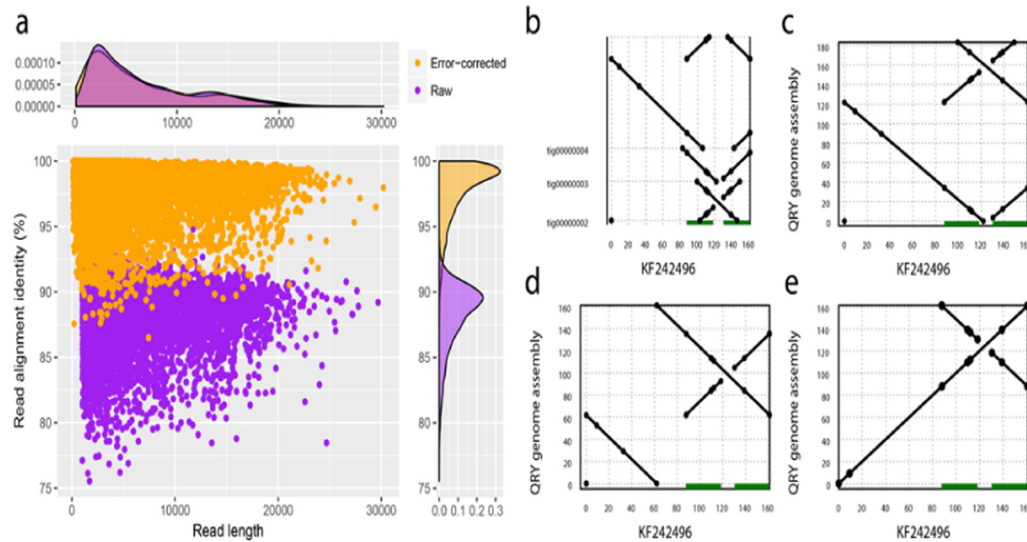 a
0.00010
0.00005
0.00000
0 10000 20000 30000
Error-corrected
Raw
Read alignment identity (%)
100
95
90
85
80
75
0 10000 20000 30000
Read length
100
95
90
85
80
75
0.0 0.1 0.2 0.3
b
tig00000004
tig00000003
tig00000002
0 20 40 60 80 100 120 140 160
KF242496
c
QRY genome assembly
180
160
140
120
100
80
60
40
20
0
0 20 40 60 80 100 120 140 160
KF242496
d
QRY genome assembly
160
140
120
100
80
60
40
20
0
0 20 40 60 80 100 120 140 160
KF242496
e
QRY genome assembly
160
140
120
100
80
60
40
20
0
0 20 40 60 80 100 120 140 160
KF242496